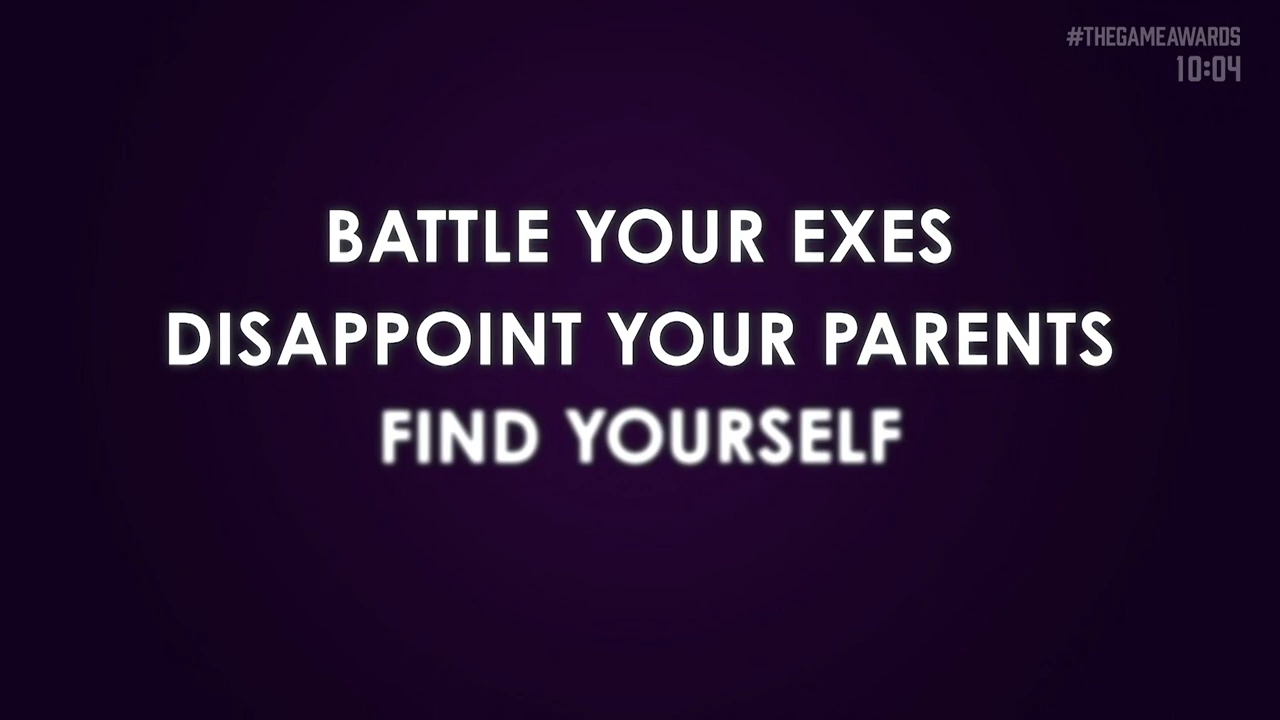 #THEGAMEAWARDS
10:04
BATTLE YOUR EXES
DISAPPOINT YOUR PARENTS
FIND YOURSELF